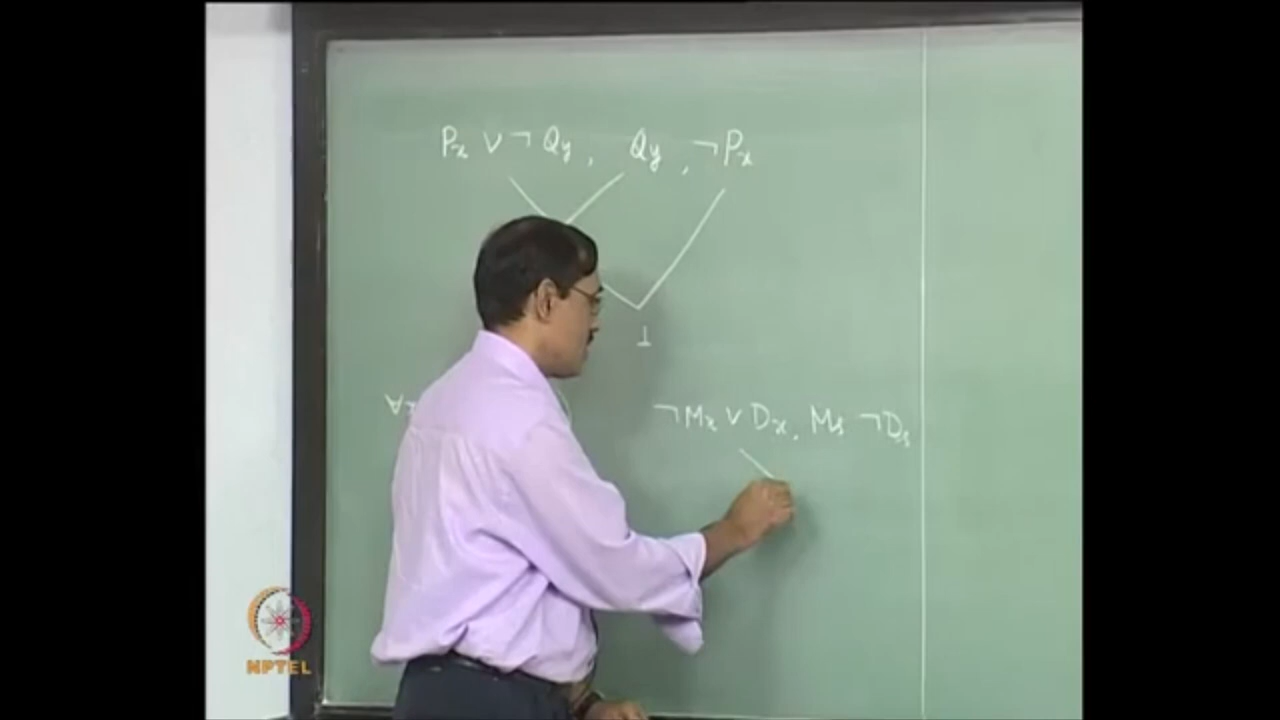 Px ∨ ¬Qy, Qy, ¬Px
⊥
∀x ¬Mx ∨ Dx, Ms ¬Ds
NPTEL